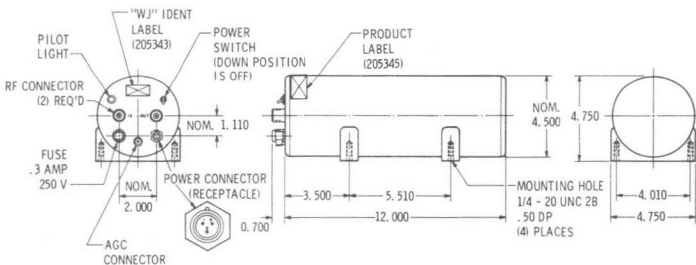 "WJ" IDENT
LABEL
(205343)
PILOT
LIGHT
POWER
SWITCH
(DOWN POSITION
IS OFF)
PRODUCT
LABEL
(205345)
RF CONNECTOR
(2) REQ'D
IN
OUT
NOM. 1.110
FUSE
.3 AMP
250 V
NOM.
2.000
POWER CONNECTOR
(RECEPTACLE)
AGC
CONNECTOR
0.700
3.500
5.510
12.000
NOM.
4.500
4.750
MOUNTING HOLE
1/4 - 20 UNC 2B
.50 DP
(4) PLACES
4.010
4.750